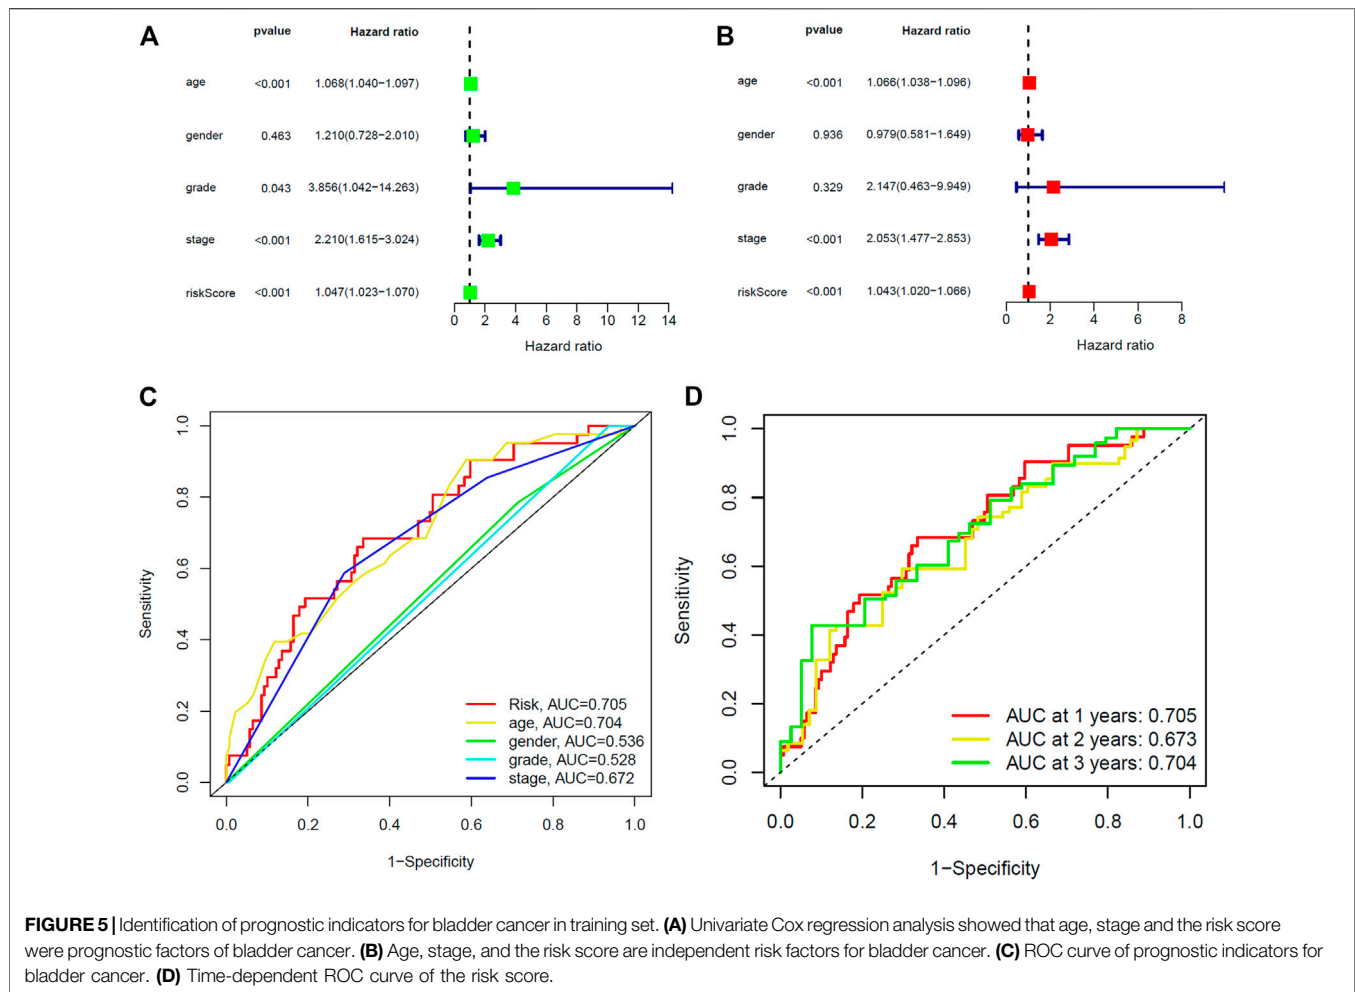 A
pvalue Hazard ratio
age <0.001 1.068(1.040−1.097)
gender 0.463 1.210(0.728−2.010)
grade 0.043 3.856(1.042−14.263)
stage <0.001 2.210(1.615−3.024)
riskScore <0.001 1.047(1.023−1.070)
0 2 4 6 8 10 12 14
Hazard ratio
B
pvalue Hazard ratio
age <0.001 1.066(1.038−1.096)
gender 0.936 0.979(0.581−1.649)
grade 0.329 2.147(0.463−9.949)
stage <0.001 2.053(1.477−2.853)
riskScore <0.001 1.043(1.020−1.066)
0 2 4 6 8
Hazard ratio
C
Sensitivity
1.0
0.8
0.6
0.4
0.2
0.0
Risk, AUC=0.705
age, AUC=0.704
gender, AUC=0.536
grade, AUC=0.528
stage, AUC=0.672
0.0 0.2 0.4 0.6 0.8 1.0
1−Specificity
D
Sensitivity
1.0
0.8
0.6
0.4
0.2
0.0
AUC at 1 years: 0.705
AUC at 2 years: 0.673
AUC at 3 years: 0.704
0.0 0.2 0.4 0.6 0.8 1.0
1−Specificity
FIGURE 5 | Identification of prognostic indicators for bladder cancer in training set. (A) Univariate Cox regression analysis showed that age, stage and the risk score
were prognostic factors of bladder cancer. (B) Age, stage, and the risk score are independent risk factors for bladder cancer. (C) ROC curve of prognostic indicators for
bladder cancer. (D) Time-dependent ROC curve of the risk score.